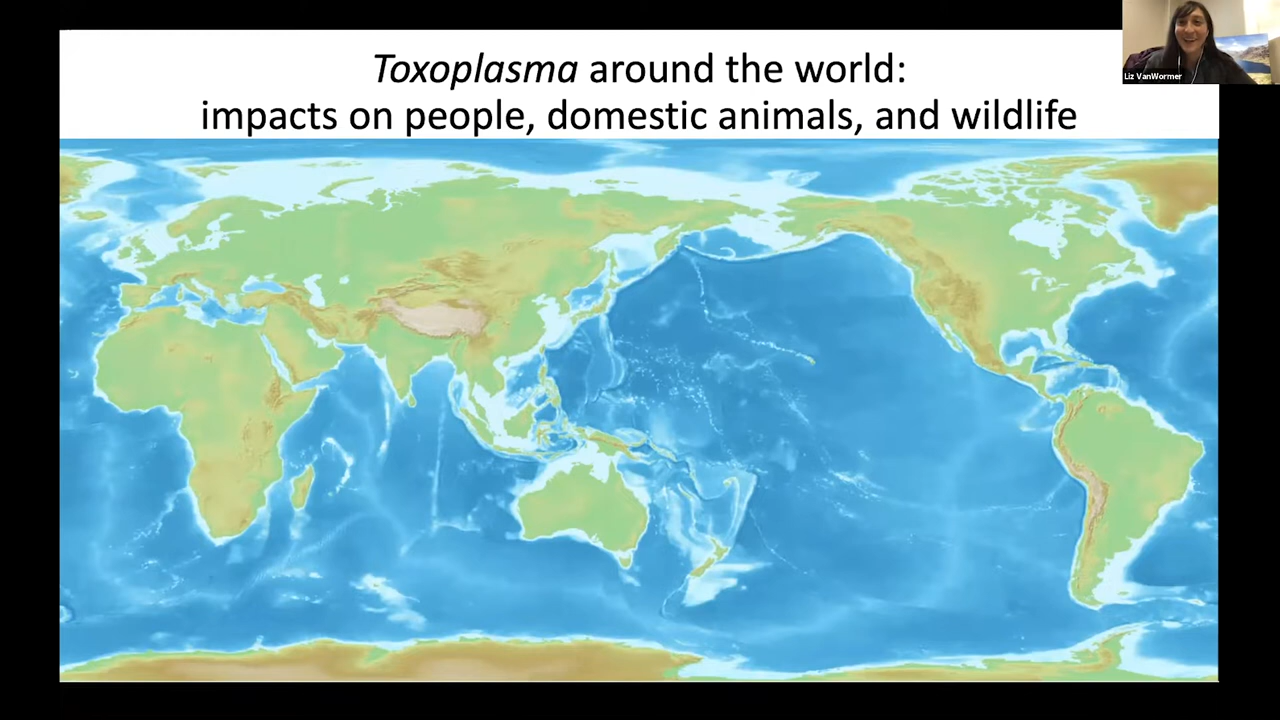 Toxoplasma around the world:
impacts on people, domestic animals, and wildlife
Liz VanWormer